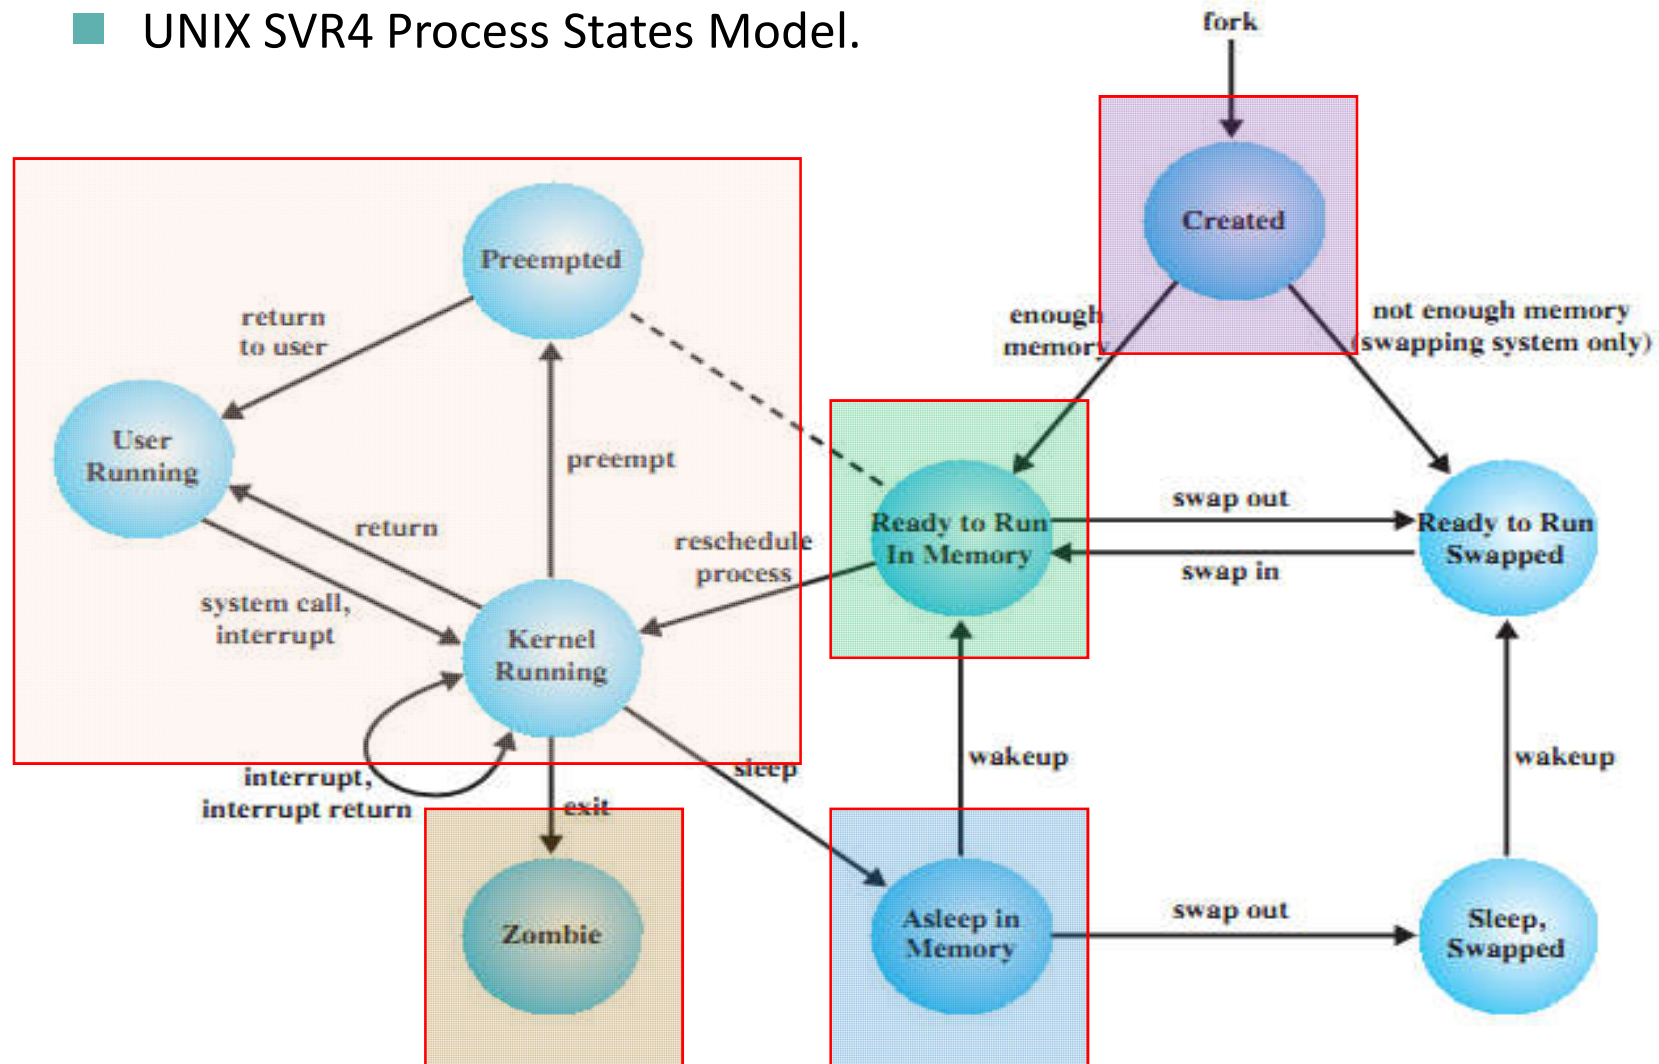 UNIX SVR4 Process States Model.
fork
Created
Preempted
return
to user
enough
memory
not enough memory
(swapping system only)
User
Running
preempt
return
reschedule
process
Ready to Run
In Memory
swap out
swap in
Ready to Run
Swapped
system call,
interrupt
Kernel
Running
interrupt,
interrupt return
sleep
exit
wakeup
wakeup
Zombie
Asleep in
Memory
swap out
Sleep,
Swapped